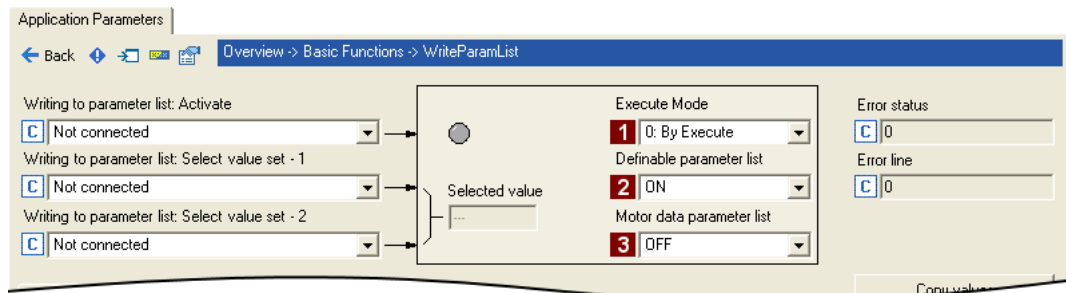 Application Parameters
Back Overview -> Basic Functions -> WriteParamList
Writing to parameter list: Activate
C Not connected
Writing to parameter list: Select value set - 1
C Not connected
Writing to parameter list: Select value set - 2
C Not connected
Selected value
---
Execute Mode
1 0: By Execute
Definable parameter list
2 ON
Motor data parameter list
3 OFF
Error status
C 0
Error line
C 0
Copy